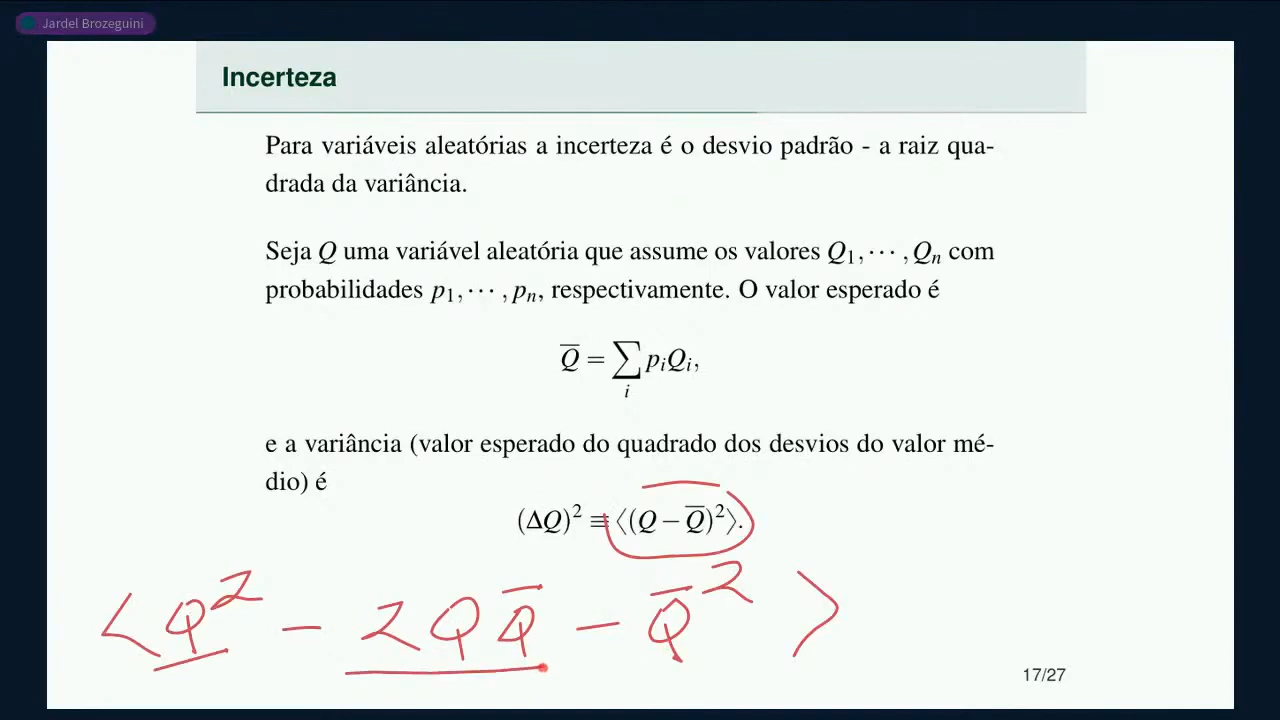 Jardel Brozeguini
Incerteza
Para variáveis aleatórias a incerteza é o desvio padrão - a raiz qua-
drada da variância.
Seja Q uma variável aleatória que assume os valores Q₁, ⋯ , Qₙ com
probabilidades p₁, ⋯ , pₙ, respectivamente. O valor esperado é
Q̅ = ∑ᵢ pᵢQᵢ,
e a variância (valor esperado do quadrado dos desvios do valor mé-
dio) é
(ΔQ)² ≡ ⟨(Q − Q̅)²⟩.
⟨Q² − 2QQ̅ − Q̅²⟩
17/27